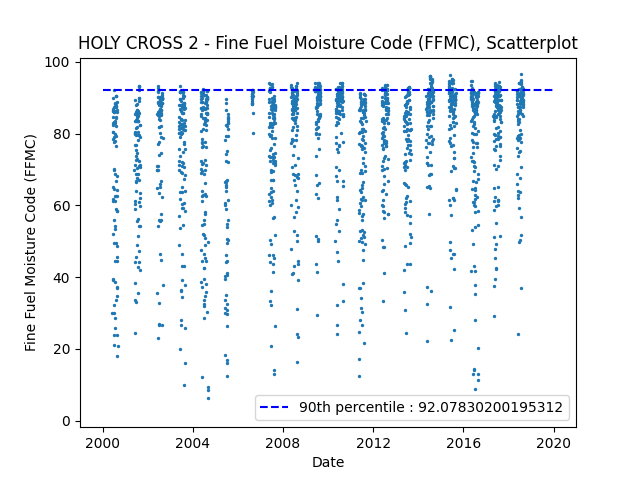 HOLY CROSS 2 - Fine Fuel Moisture Code (FFMC), Scatterplot
100
80
60
40
20
0
Fine Fuel Moisture Code (FFMC)
90th percentile : 92.07830200195312
2000 2004 2008 2012 2016 2020
Date